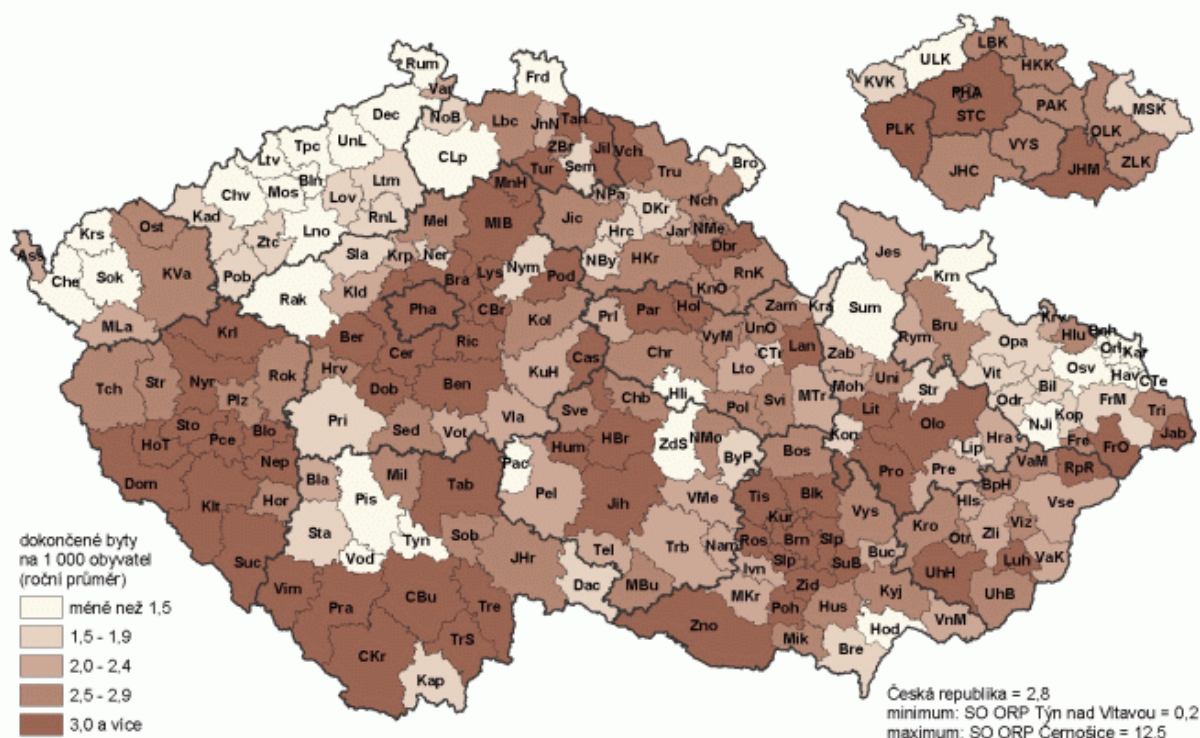 Rum
Frd
Var
Dec
NoB
Lbc
JnN
Tan
UnL
Tpc
Ltv
CLp
ZBr
Jil
Vch
Sem
Tur
Tru
Bro
Bln
Mos
Chv
Ltm
Lov
MnH
NPa
Kad
RnL
Mel
MlB
Jic
DKr
Nch
Ost
Krs
Lno
Ztc
Hrc
Jar
NMe
Ass
KVa
Pob
Sla
Krp
Ner
Nym
NBy
HKr
Dbr
Che
Sok
Rak
Kld
Bra
Lys
Pod
RnK
Pha
CBr
KnO
MLa
Krl
Ber
Kol
Prl
Par
Hol
Zam
Kra
Cer
Ric
Chr
VyM
UnO
CTr
Lan
Tch
Str
Nyr
Rok
Hrv
Dob
Ben
KuH
Cas
Lto
Plz
Pri
Vla
Chb
Hli
Pol
Svi
MTr
Sto
Pce
Blo
HoT
Sed
Vot
Sve
Nep
Hum
HBr
ZdS
NMo
ByP
Dom
Bla
Mil
Tab
Pac
Klt
Hor
Pis
Pel
Jih
VMe
Sta
Tyn
Sob
Vod
JHr
Tel
Trb
Nam
Suc
Vim
Pra
CBu
Tre
Dac
MBu
CKr
TrS
Kap
Zno
Jes
Krn
Sum
Rym
Bru
Zab
Opa
Krv
Hlu
Boh
Orl
Kar
Osv
Hav
CTe
Moh
Uni
Str
Vit
Bil
Odr
NJi
Kop
FrM
Tri
Jab
Lit
Olo
Kon
Hra
Fre
FrO
Lip
Bos
Pro
Pre
VaM
RpR
BpH
Tis
Blk
Vys
Hls
Vse
Kur
Kro
Zli
Viz
Ros
Brn
Slp
Otr
Buc
Slp
SuB
UhH
Luh
VaK
Ivn
MKr
Zid
Poh
Hus
Kyj
UhB
Mik
Hod
VnM
Bre
ULK
LBK
KVK
HKK
PHA
STC
PAK
MSK
PLK
VYS
OLK
JHC
JHM
ZLK
dokončené byty
na 1 000 obyvatel
(roční průměr)
méně než 1,5
1,5 - 1,9
2,0 - 2,4
2,5 - 2,9
3,0 a více
Česká republika = 2,8
minimum: SO ORP Týn nad Vltavou = 0,2
maximum: SO ORP Černošice = 12,5